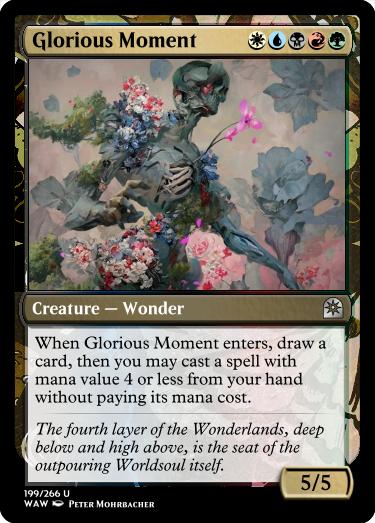 Glorious Moment
Creature — Wonder
When Glorious Moment enters, draw a
card, then you may cast a spell with
mana value 4 or less from your hand
without paying its mana cost.
The fourth layer of the Wonderlands, deep
below and high above, is the seat of the
outpouring Worldsoul itself.
5/5
199/266 U
WAW Peter Mohrbacher